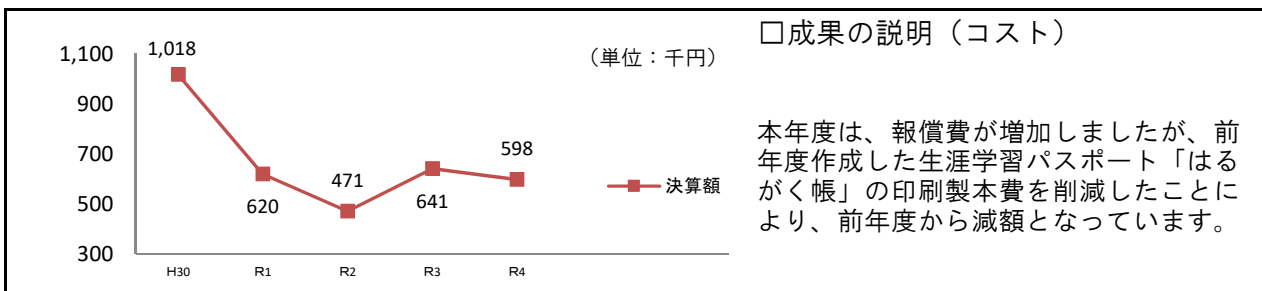 □成果の説明（コスト）
（単位：千円）
1,100
900
700
500
300
1,018
620
471
641
598
決算額
H30
R1
R2
R3
R4
本年度は、報償費が増加しましたが、前
年度作成した生涯学習パスポート「はる
がく帳」の印刷製本費を削減したことに
より、前年度から減額となっています。